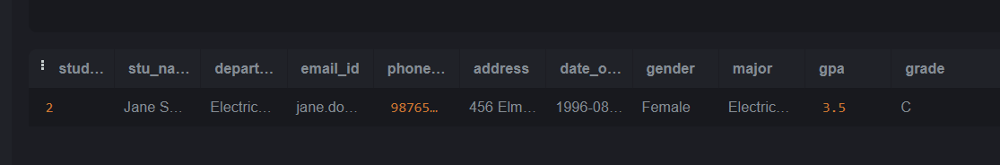 stud... stu_na... depart... email_id phone... address date_o... gender major gpa grade
2 Jane S... Electric... jane.do... 98765... 456 Elm... 1996-08... Female Electric... 3.5 C